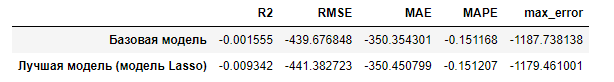 R2 RMSE MAE MAPE max_error
Базовая модель -0.001555 -439.676848 -350.354301 -0.151168 -1187.738138
Лучшая модель (модель Lasso) -0.009342 -441.382723 -350.450799 -0.151207 -1179.461001